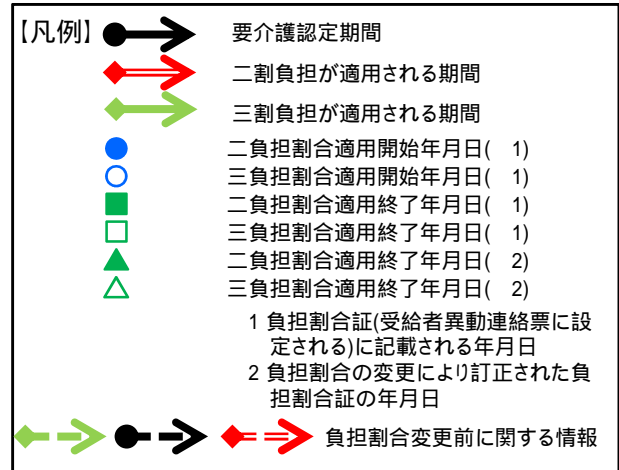 【凡例】 要介護認定期間
二割負担が適用される期間
三割負担が適用される期間
二負担割合適用開始年月日( 1)
三負担割合適用開始年月日( 1)
二負担割合適用終了年月日( 1)
三負担割合適用終了年月日( 1)
二負担割合適用終了年月日( 2)
三負担割合適用終了年月日( 2)
1 負担割合証(受給者異動連絡票に設
定される)に記載される年月日
2 負担割合の変更により訂正された負
担割合証の年月日
負担割合変更前に関する情報